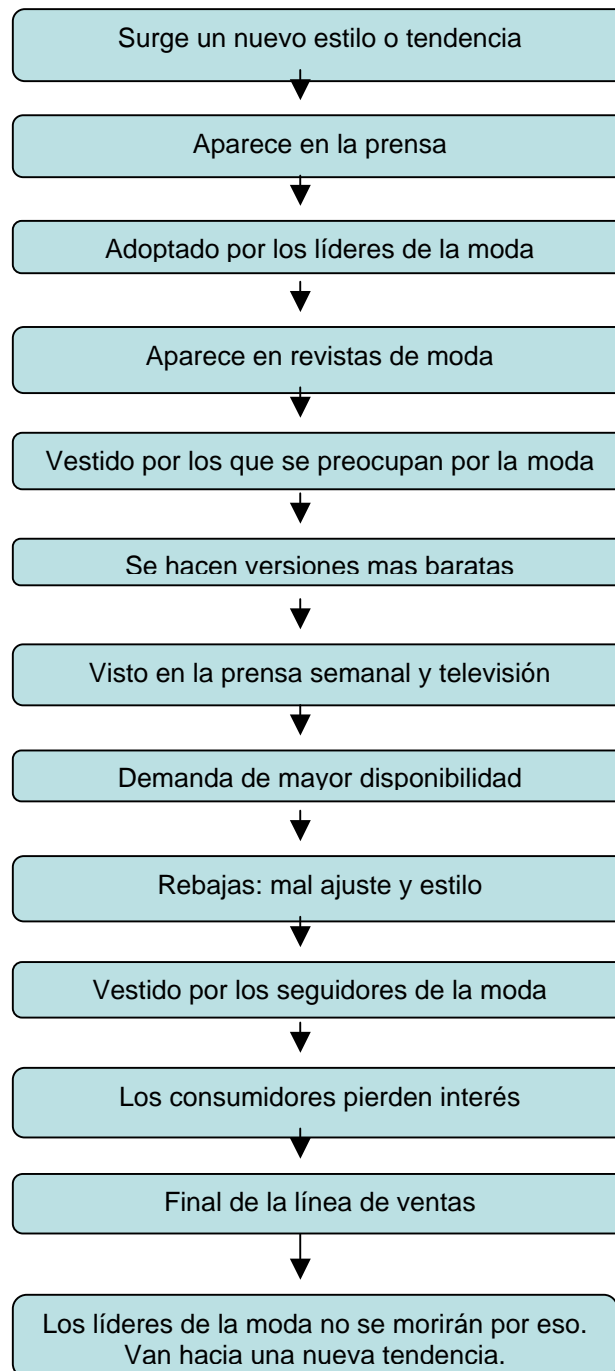 Surge un nuevo estilo o tendencia
Aparece en la prensa
Adoptado por los líderes de la moda
Aparece en revistas de moda
Vestido por los que se preocupan por la moda
Se hacen versiones mas baratas
Visto en la prensa semanal y televisión
Demanda de mayor disponibilidad
Rebajas: mal ajuste y estilo
Vestido por los seguidores de la moda
Los consumidores pierden interés
Final de la línea de ventas
Los líderes de la moda no se morirán por eso.
Van hacia una nueva tendencia.